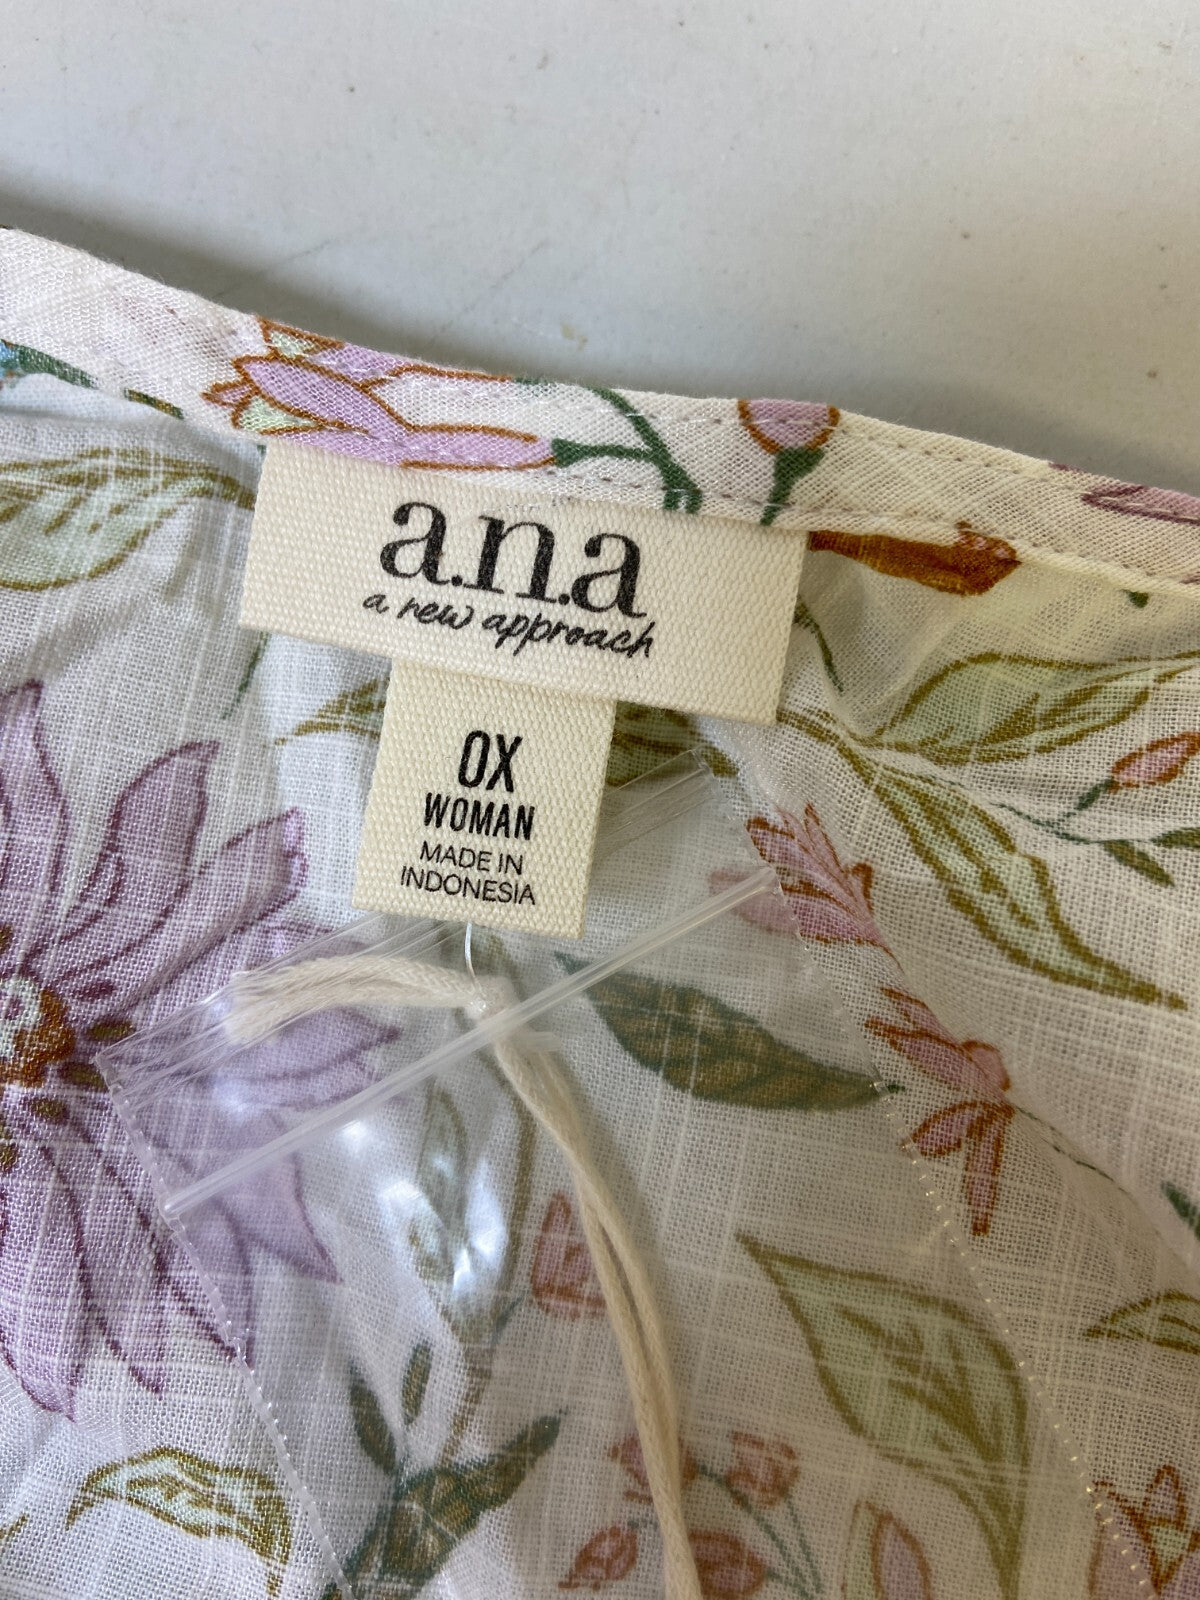 a.n.a
a new approach
0X
WOMAN
MADE IN
INDONESIA